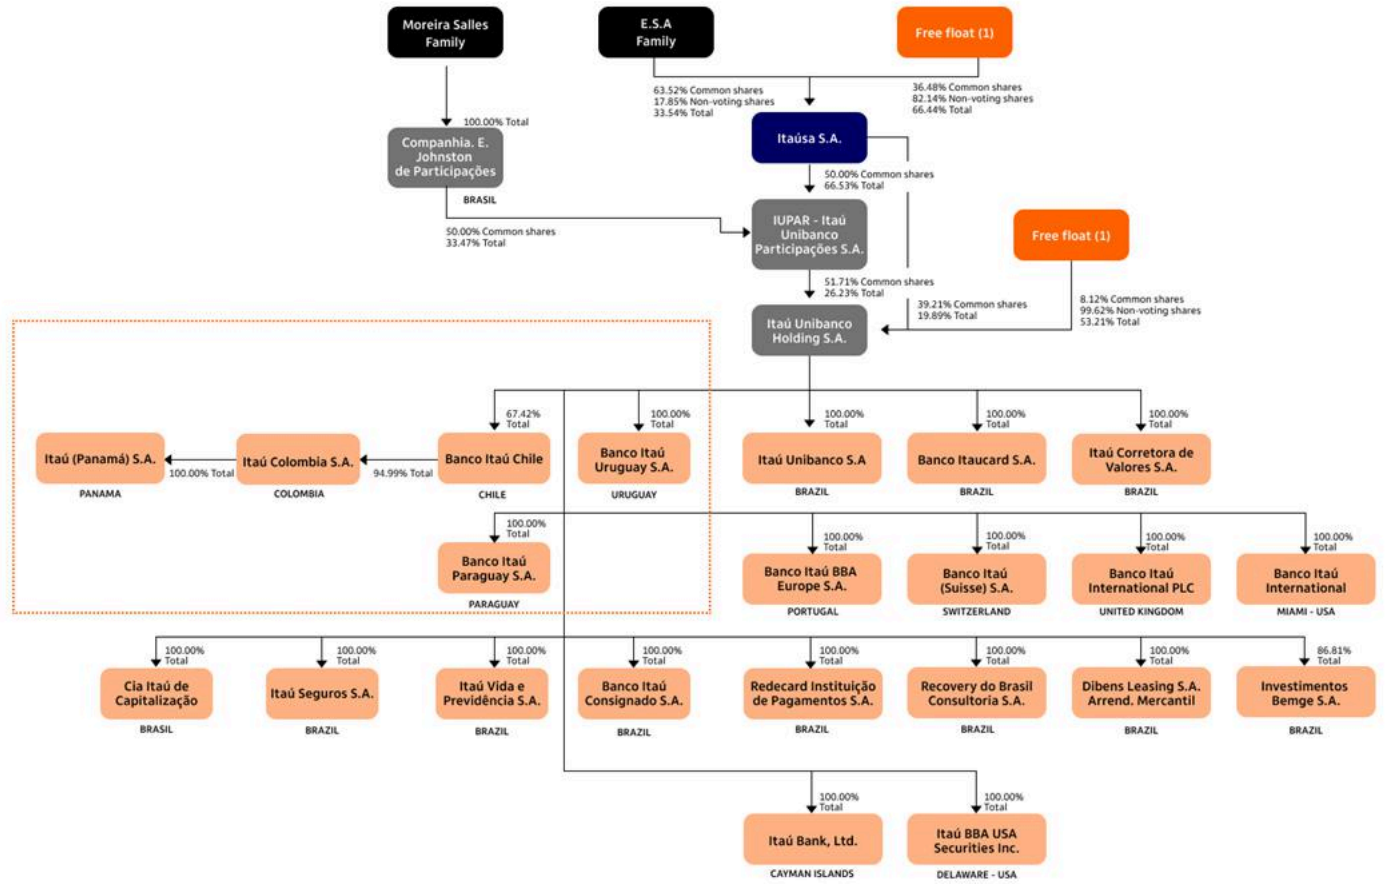 Moreira Salles
Family
E.S.A
Family
Free float (1)
63.52% Common shares
17.85% Non-voting shares
33.54% Total
36.48% Common shares
82.14% Non-voting shares
66.44% Total
100.00% Total
Companhia. E.
Johnston
de Participações
BRASIL
Itaúsa S.A.
50.00% Common shares
66.53% Total
50.00% Common shares
33.47% Total
IUPAR - Itaú
Unibanco
Participações S.A.
Free float (1)
51.71% Common shares
26.23% Total
39.21% Common shares
19.89% Total
8.12% Common shares
99.62% Non-voting shares
53.21% Total
Itaú Unibanco
Holding S.A.
67.42%
Total
100.00%
Total
100.00%
Total
100.00%
Total
100.00%
Total
Itaú (Panamá) S.A.
PANAMA
100.00% Total
Itaú Colombia S.A.
COLOMBIA
94.99% Total
Banco Itaú Chile
CHILE
Banco Itaú
Uruguay S.A.
URUGUAY
Itaú Unibanco S.A
BRAZIL
Banco Itaucard S.A.
BRAZIL
Itaú Corretora de
Valores S.A.
BRAZIL
100.00%
Total
100.00%
Total
100.00%
Total
100.00%
Total
100.00%
Total
Banco Itaú
Paraguay S.A.
PARAGUAY
Banco Itaú BBA
Europe S.A.
PORTUGAL
Banco Itaú
(Suisse) S.A.
SWITZERLAND
Banco Itaú
International PLC
UNITED KINGDOM
Banco Itaú
International
MIAMI - USA
100.00%
Total
100.00%
Total
100.00%
Total
100.00%
Total
100.00%
Total
100.00%
Total
100.00%
Total
86.81%
Total
Cia Itaú de
Capitalização
BRASIL
Itaú Seguros S.A.
BRAZIL
Itaú Vida e
Previdência S.A.
BRAZIL
Banco Itaú
Consignado S.A.
BRAZIL
Redecard Instituição
de Pagamentos S.A.
BRAZIL
Recovery do Brasil
Consultoria S.A.
BRAZIL
Dibens Leasing S.A.
Arrend. Mercantil
BRAZIL
Investimentos
Bemge S.A.
BRAZIL
100.00%
Total
100.00%
Total
Itaú Bank, Ltd.
CAYMAN ISLANDS
Itaú BBA USA
Securities Inc.
DELAWARE - USA